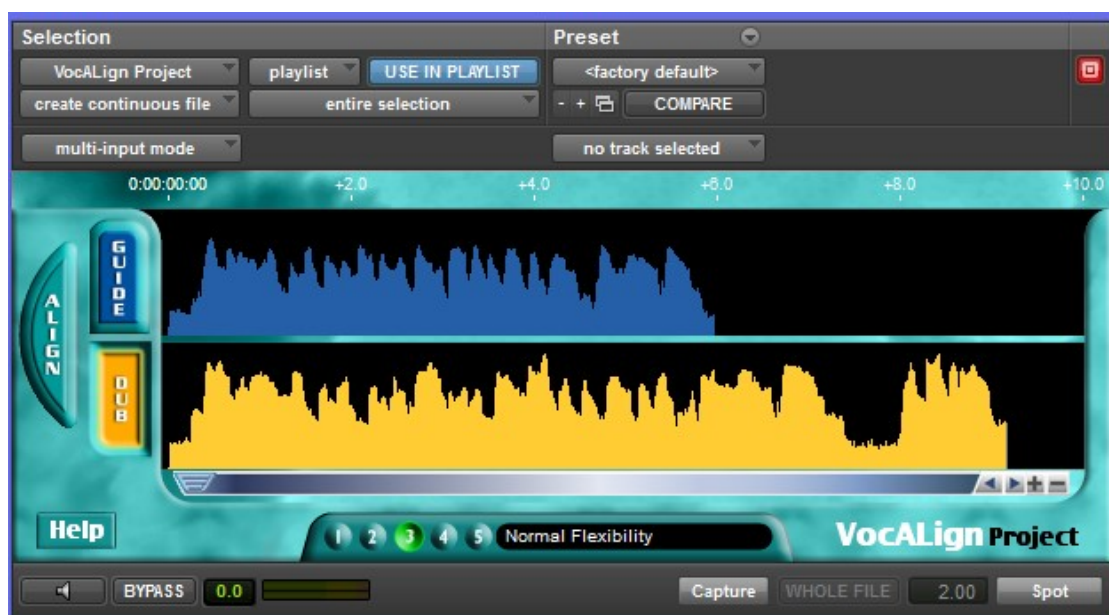 Selection Preset
VocALign Project playlist USE IN PLAYLIST <factory default>
create continuous file entire selection - + COMPARE
multi-input mode no track selected
0:00:00:00 +2.0 +4.0 +6.0 +8.0 +10.0
ALIGN
GUIDE
DUB
Help 1 2 3 4 5 Normal Flexibility VocALign Project
BYPASS 0.0 Capture WHOLE FILE 2.00 Spot